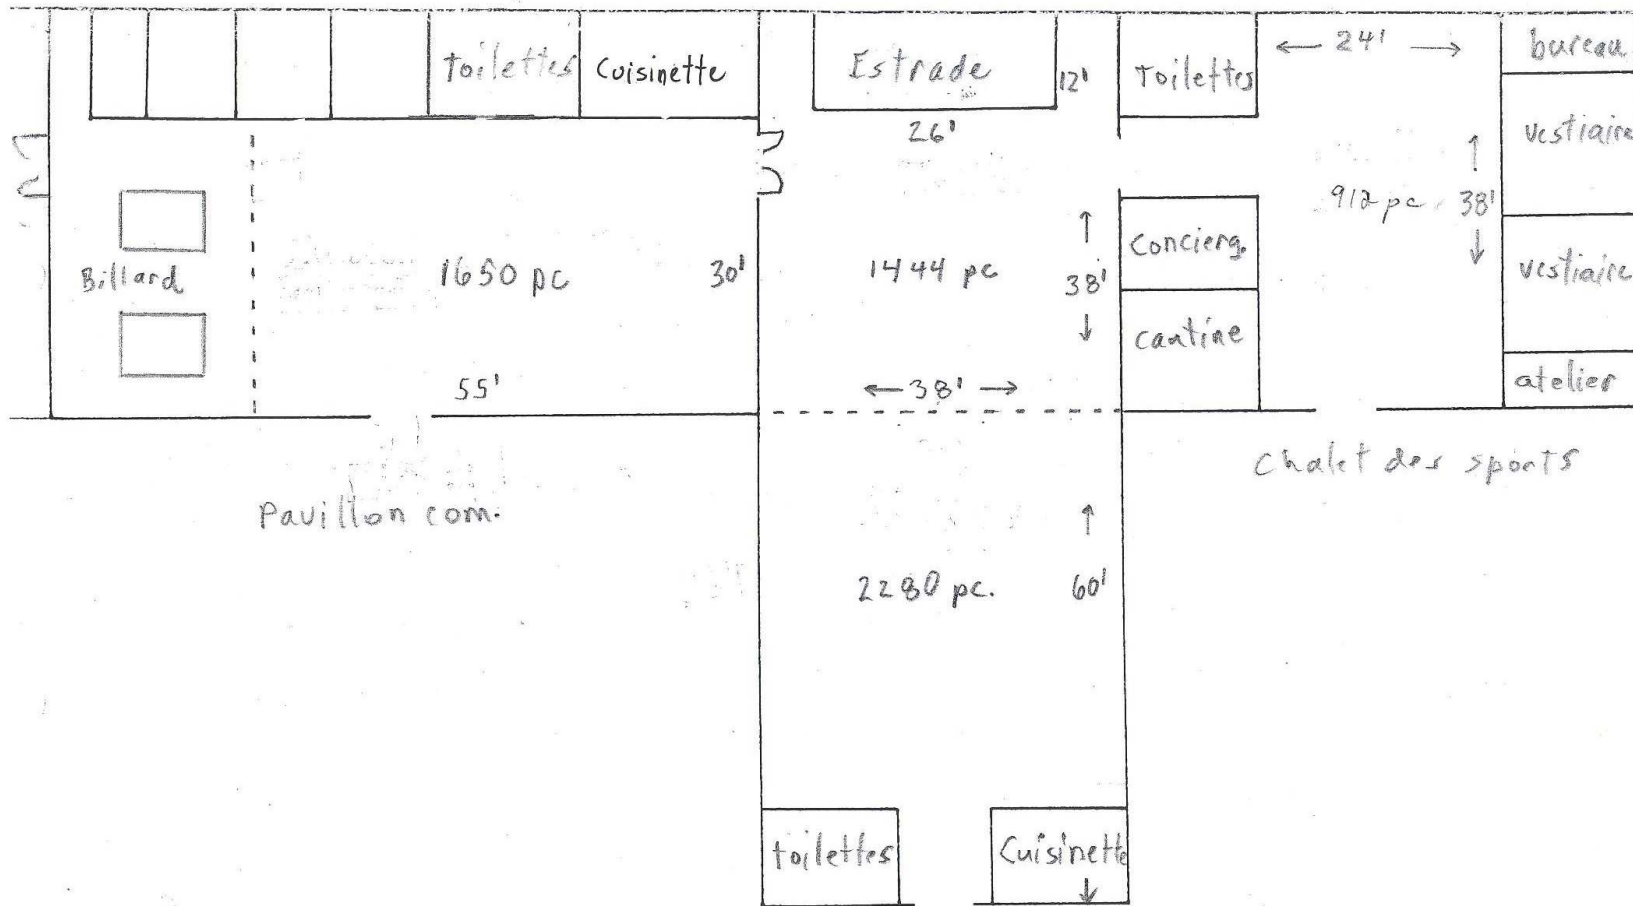 toilettes
Cuisinette
Estrade
12'
26'
Toilettes
← 24' →
bureau
vestiaire
912 pc
↑
38'
↓
Billard
1650 pc
30'
55'
1444 pc
↑
38'
↓
← 38' →
concierg.
cantine
vestiaire
atelier
Pavillon com.
Chalet des sports
2280 pc.
↑
60'
↓
toilettes
Cuisinette